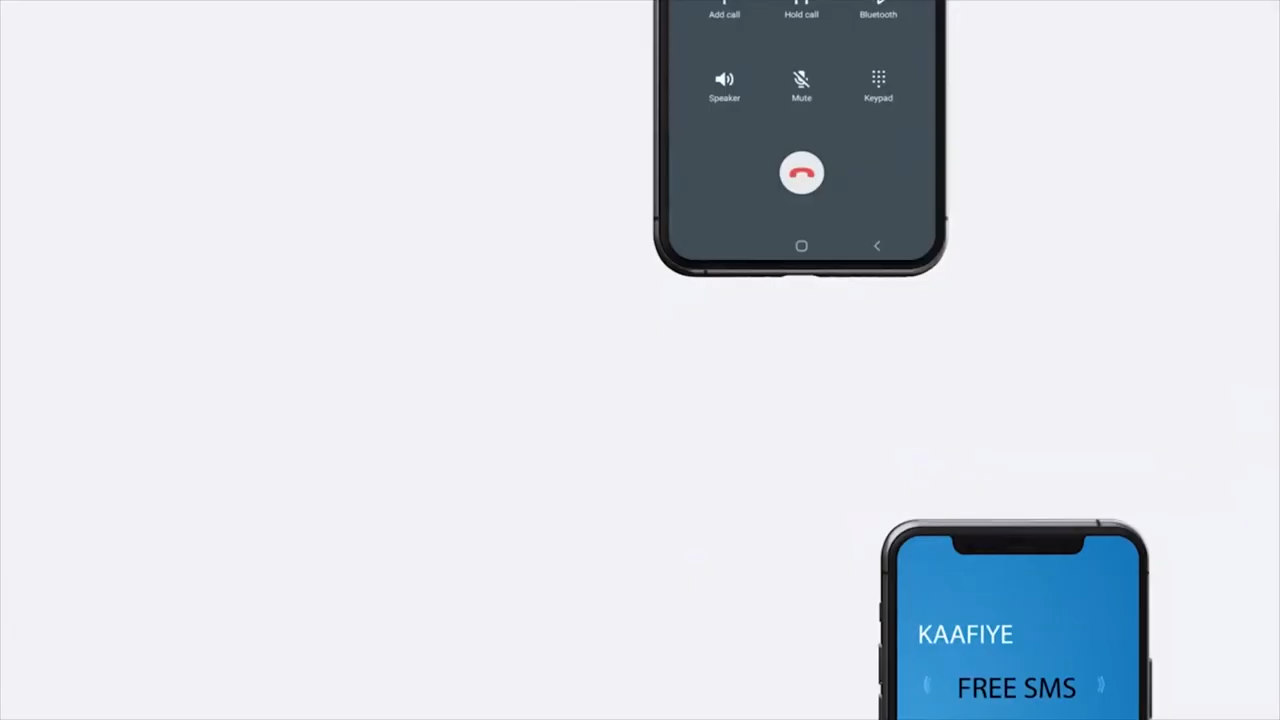 Add call Hold call Bluetooth
Speaker Mute Keypad
KAAFIYE
FREE SMS